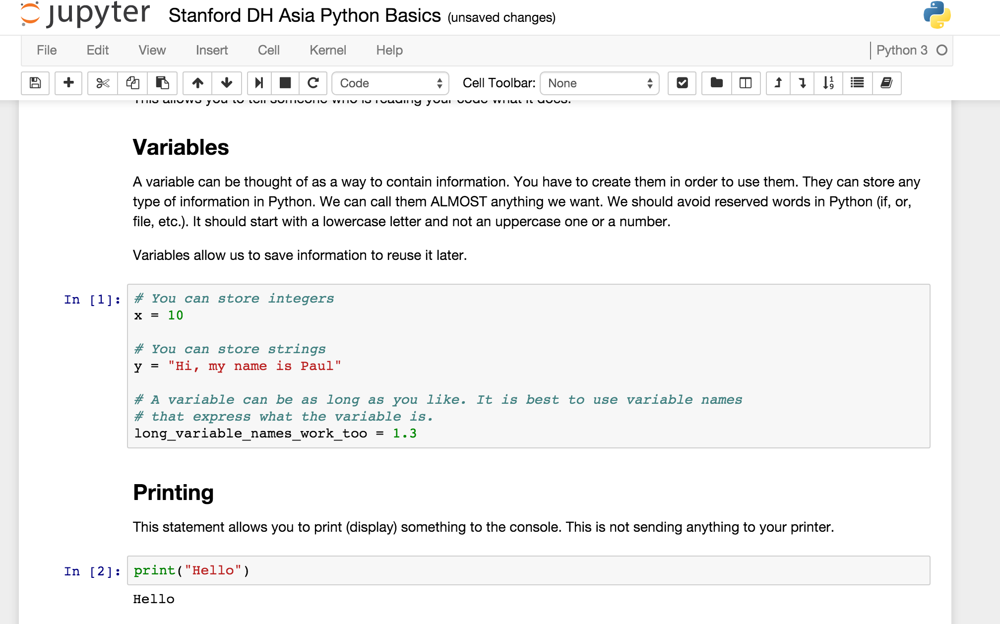 jupyter Stanford DH Asia Python Basics (unsaved changes)
File Edit View Insert Cell Kernel Help Python 3
Code Cell Toolbar: None
This allows you to tell someone who is reading your code what it does.
Variables
A variable can be thought of as a way to contain information. You have to create them in order to use them. They can store any
type of information in Python. We can call them ALMOST anything we want. We should avoid reserved words in Python (if, or,
file, etc.). It should start with a lowercase letter and not an uppercase one or a number.
Variables allow us to save information to reuse it later.
In [1]: # You can store integers
x = 10
# You can store strings
y = "Hi, my name is Paul"
# A variable can be as long as you like. It is best to use variable names
# that express what the variable is.
long_variable_names_work_too = 1.3
Printing
This statement allows you to print (display) something to the console. This is not sending anything to your printer.
In [2]: print("Hello")
Hello